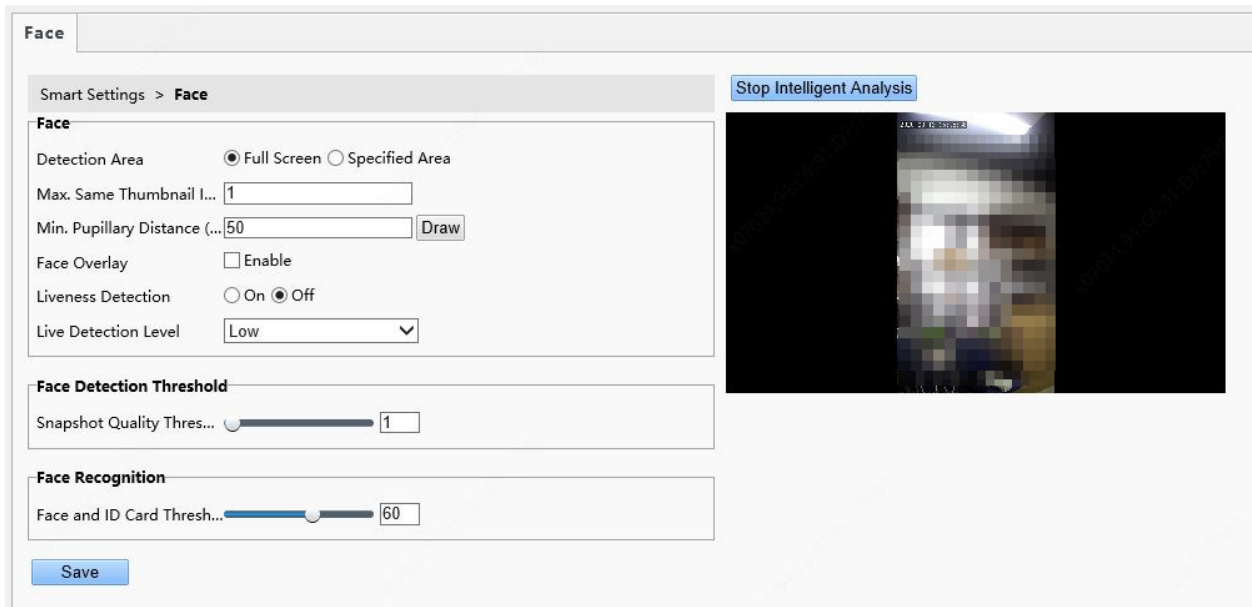 Face
Smart Settings > Face
Stop Intelligent Analysis
Face
Detection Area Full Screen Specified Area
Max. Same Thumbnail I... 1
Min. Pupillary Distance (... 50 Draw
Face Overlay Enable
Liveness Detection On Off
Live Detection Level Low
Face Detection Threshold
Snapshot Quality Thres... 1
Face Recognition
Face and ID Card Thresh... 60
Save